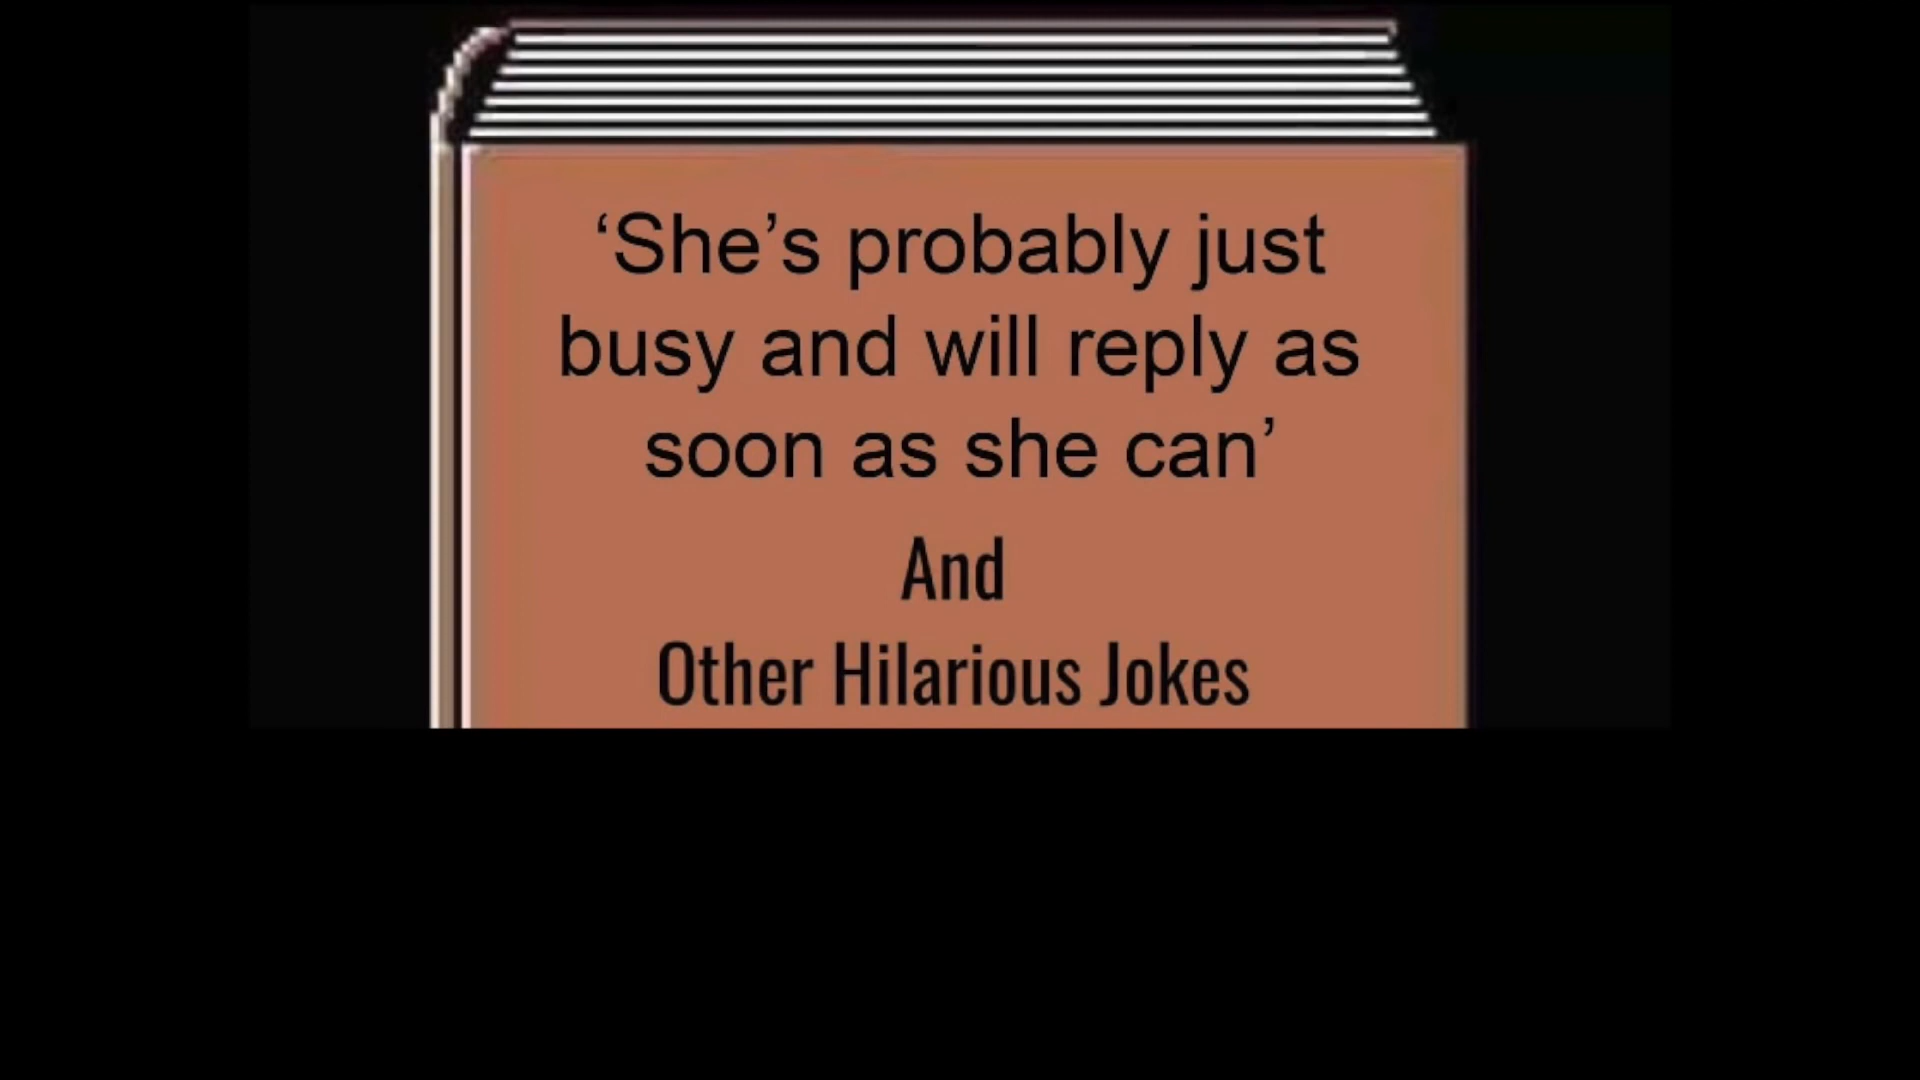 ‘She’s probably just
busy and will reply as
soon as she can’
And
Other Hilarious Jokes